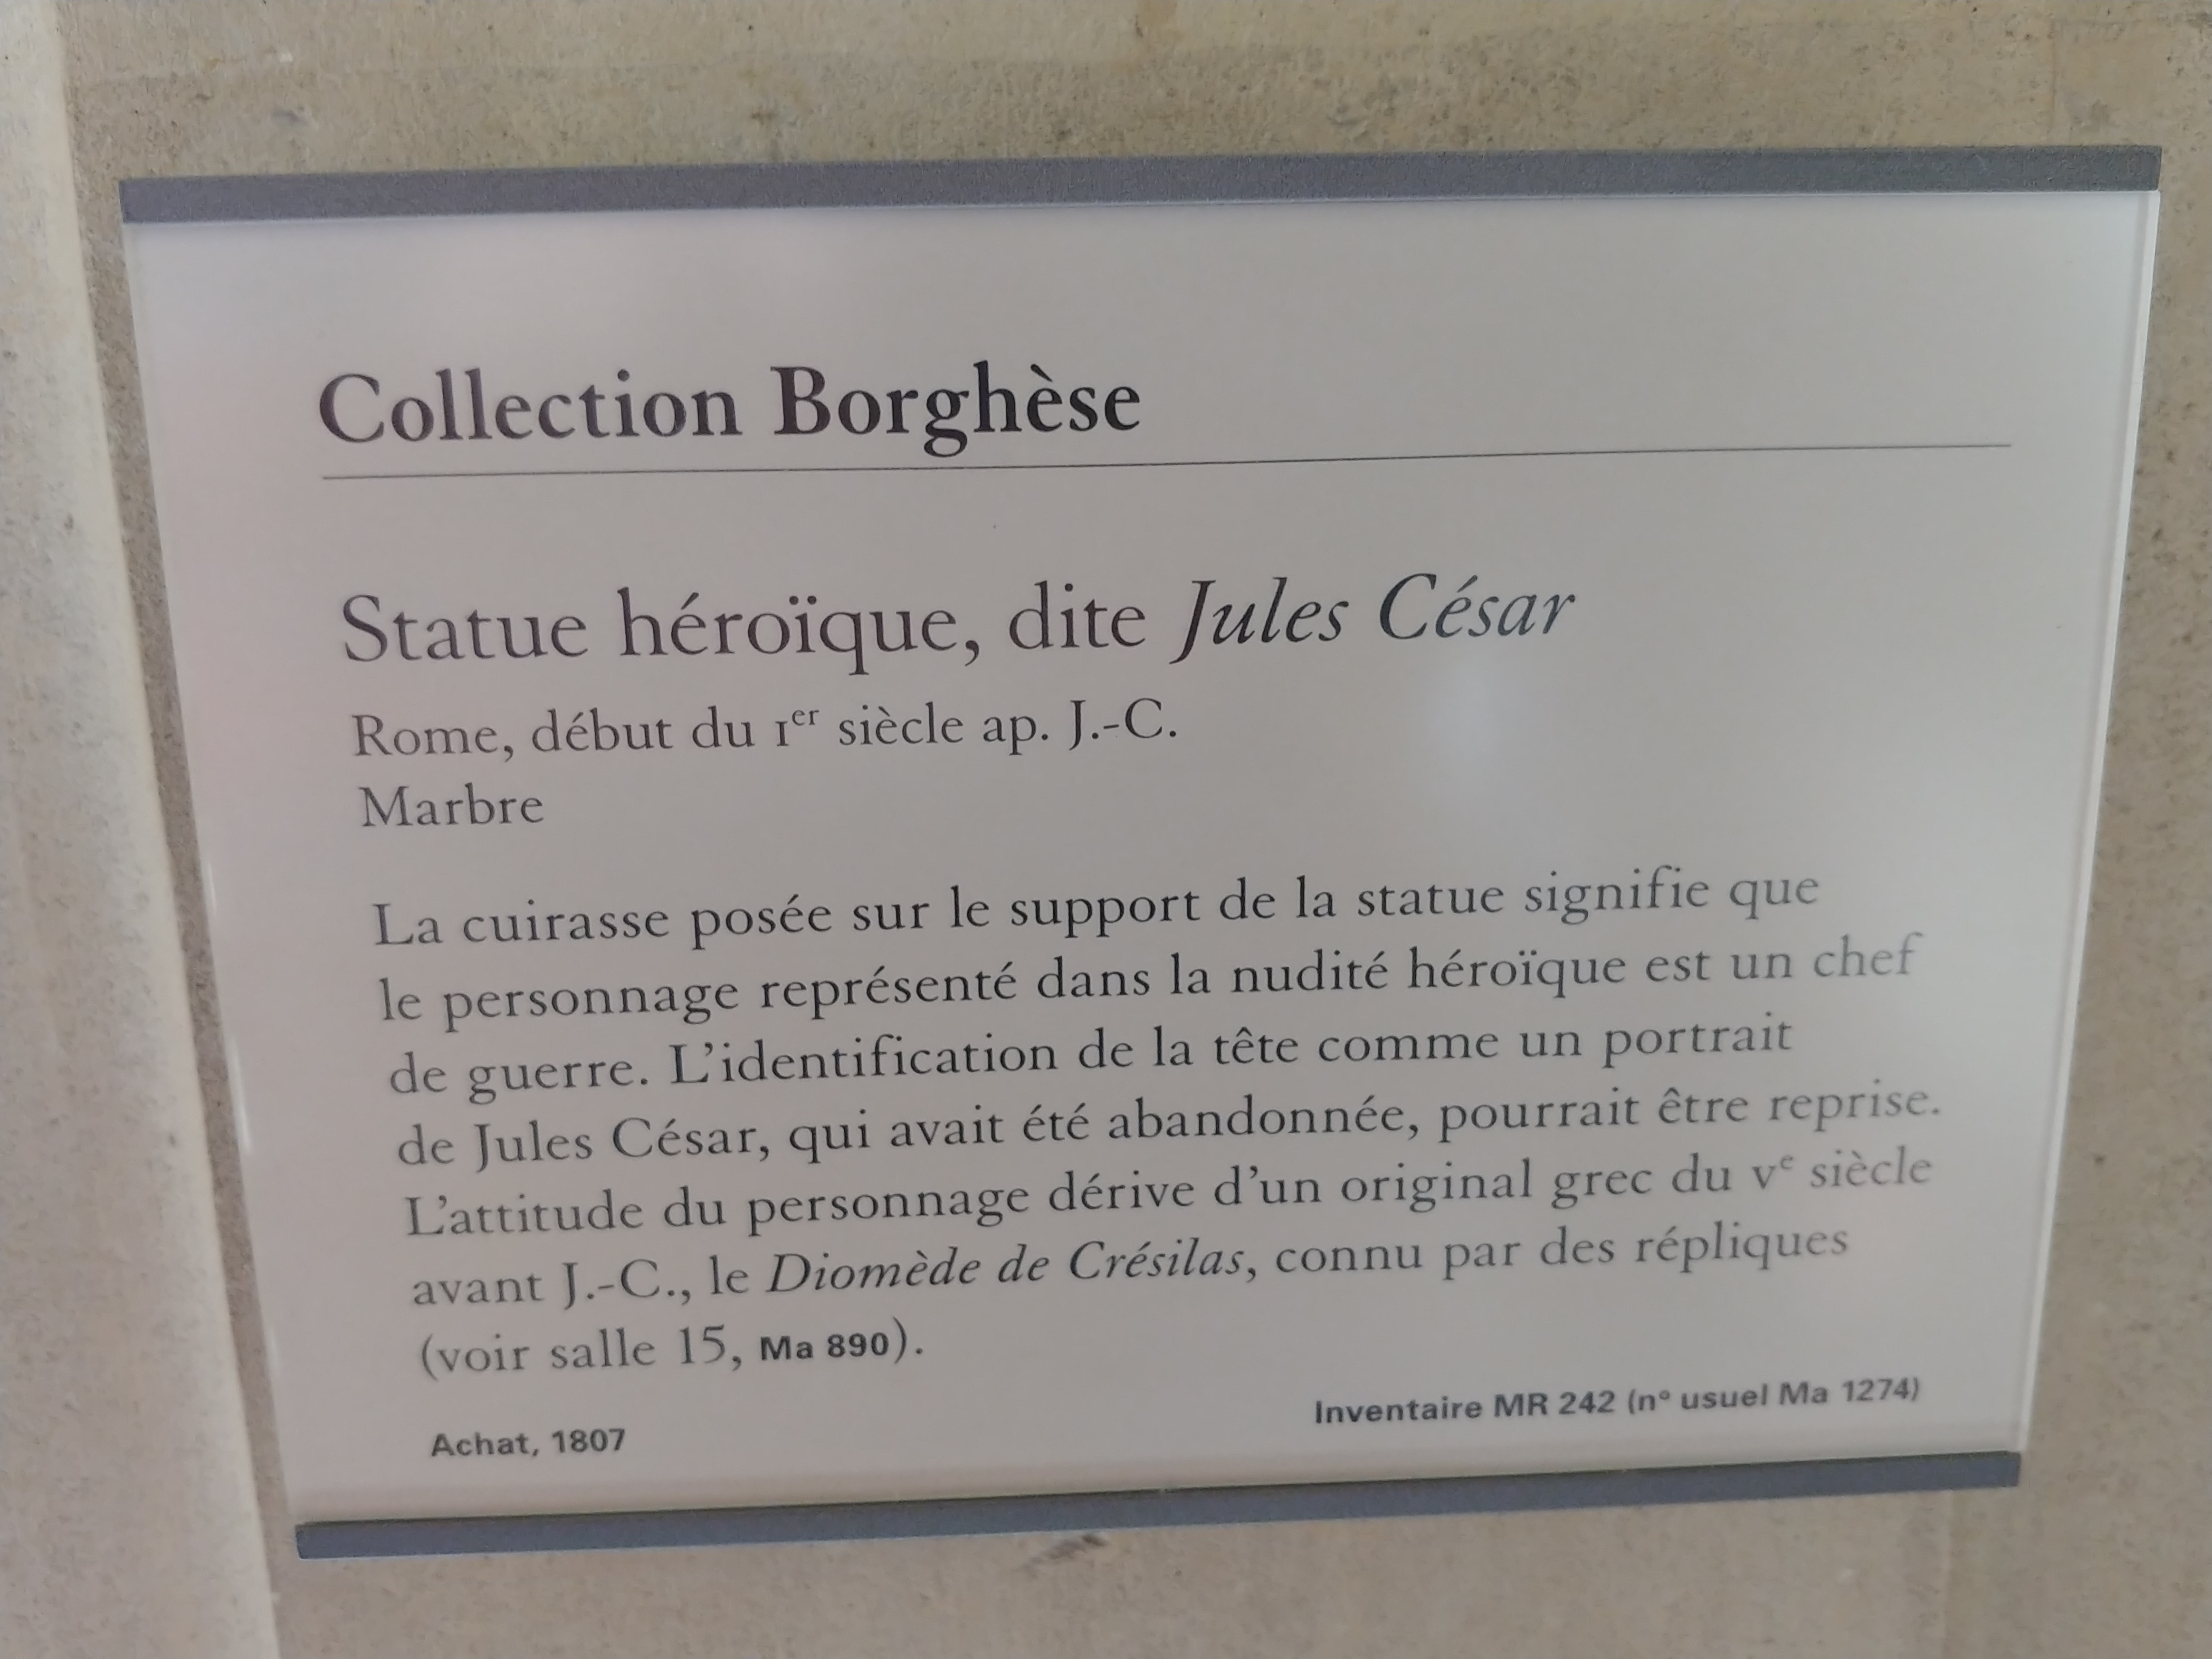 Collection Borghèse
Statue héroïque, dite Jules César
Rome, début du Iᵉʳ siècle ap. J.-C.
Marbre
La cuirasse posée sur le support de la statue signifie que
le personnage représenté dans la nudité héroïque est un chef
de guerre. L’identification de la tête comme un portrait
de Jules César, qui avait été abandonnée, pourrait être reprise.
L’attitude du personnage dérive d’un original grec du Vᵉ siècle
avant J.-C., le Diomède de Crésilas, connu par des répliques
(voir salle 15, Ma 890).
Achat, 1807
Inventaire MR 242 (n° usuel Ma 1274)